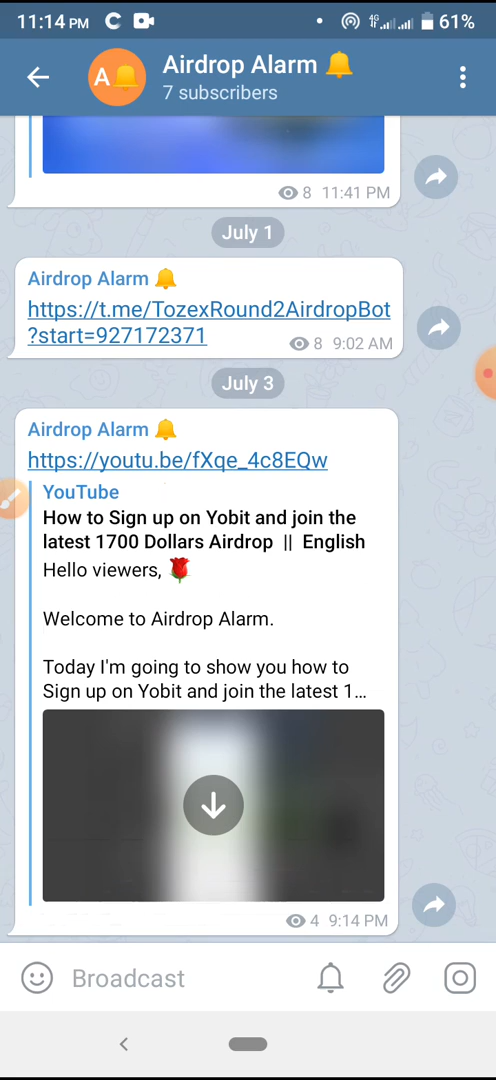 11:14 PM 4G 61%
A Airdrop Alarm 🔔
7 subscribers
8 11:41 PM
July 1
Airdrop Alarm 🔔
https://t.me/TozexRound2AirdropBot
?start=927172371 8 9:02 AM
July 3
Airdrop Alarm 🔔
https://youtu.be/fXqe_4c8EQw
YouTube
How to Sign up on Yobit and join the
latest 1700 Dollars Airdrop || English
Hello viewers, 🌹
Welcome to Airdrop Alarm.
Today I'm going to show you how to
Sign up on Yobit and join the latest 1...
4 9:14 PM
Broadcast